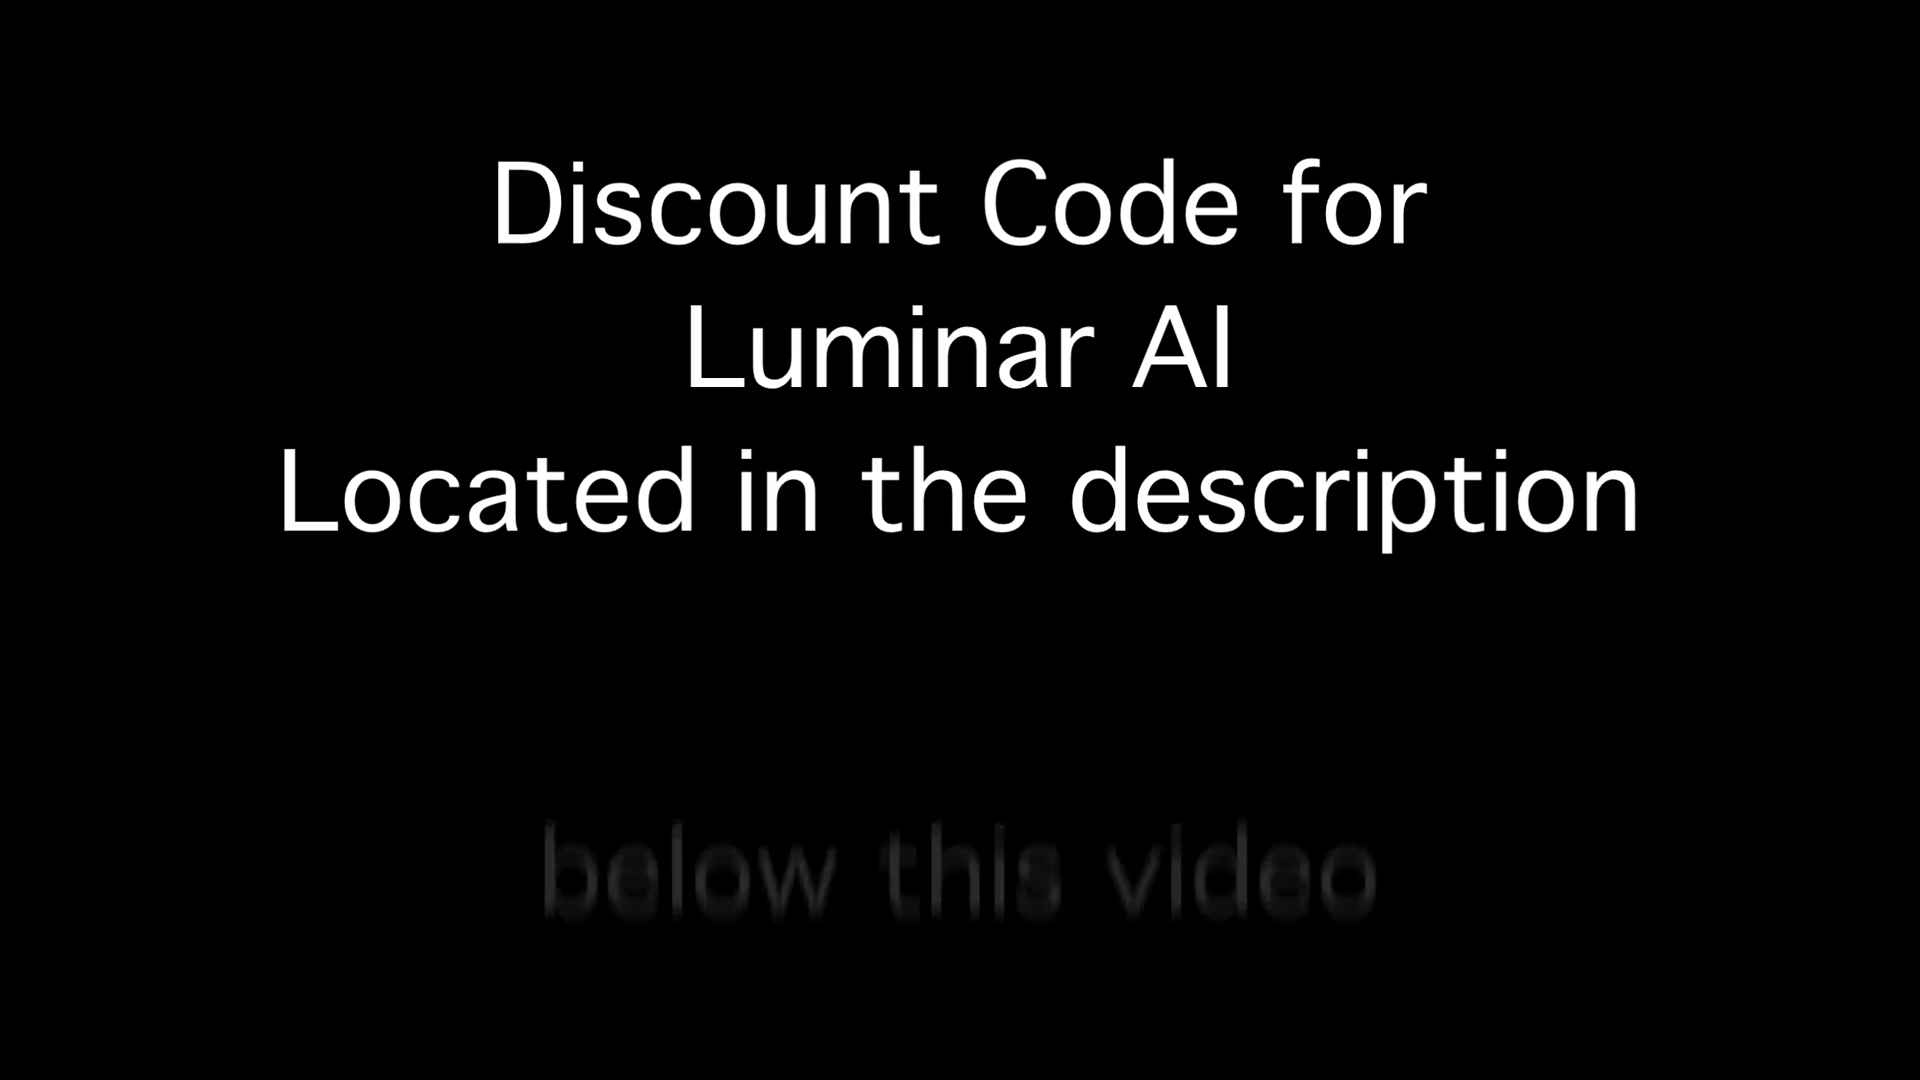 Discount Code for
Luminar AI
Located in the description
below this video